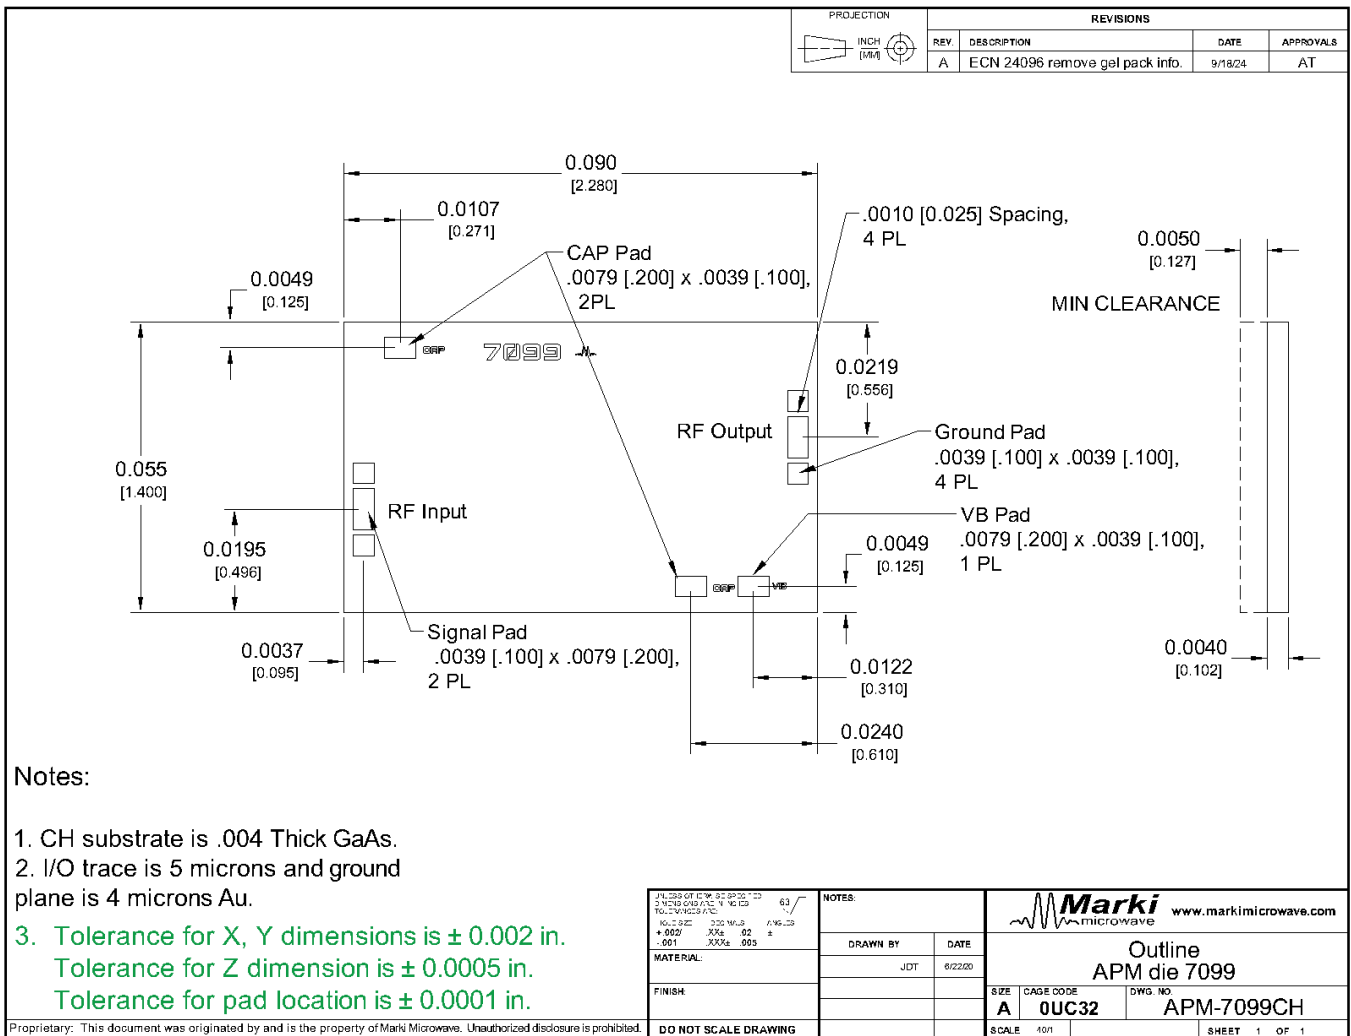 PROJECTION
INCH
[MM]
REVISIONS
REV. DESCRIPTION DATE APPROVALS
A ECN 24096 remove gel pack info. 9/18/24 AT
0.090
[2.280]
0.0107
[0.271]
.0010 [0.025] Spacing,
4 PL
0.0050
[0.127]
CAP Pad
.0079 [.200] x .0039 [.100],
2PL
0.0049
[0.125]
MIN CLEARANCE
CAP 7099
0.0219
[0.556]
RF Output
Ground Pad
.0039 [.100] x .0039 [.100],
4 PL
0.055
[1.400]
RF Input
VB Pad
.0079 [.200] x .0039 [.100],
1 PL
0.0195
[0.496]
0.0049
[0.125]
CAP VB
Signal Pad
.0039 [.100] x .0079 [.200],
2 PL
0.0037
[0.095]
0.0040
[0.102]
0.0122
[0.310]
0.0240
[0.610]
Notes:
1. CH substrate is .004 Thick GaAs.
2. I/O trace is 5 microns and ground
plane is 4 microns Au.
3. Tolerance for X, Y dimensions is ± 0.002 in.
Tolerance for Z dimension is ± 0.0005 in.
Tolerance for pad location is ± 0.0001 in.
Proprietary: This document was originated by and is the property of Marki Microwave. Unauthorized disclosure is prohibited.
63
+.002/ .XX± .02 ±
-.001 .XXX± .005
MATERIAL:
FINISH:
DO NOT SCALE DRAWING
NOTES:
DRAWN BY DATE
JDT 6/22/20
Marki
microwave
www.markimicrowave.com
Outline
APM die 7099
SIZE CAGE CODE DWG. NO.
A 0UC32 APM-7099CH
SCALE 40/1 SHEET 1 OF 1